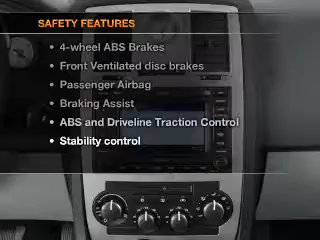 SAFETY FEATURES
• 4-wheel ABS Brakes
• Front Ventilated disc brakes
• Passenger Airbag
• Braking Assist
• ABS and Driveline Traction Control
• Stability control